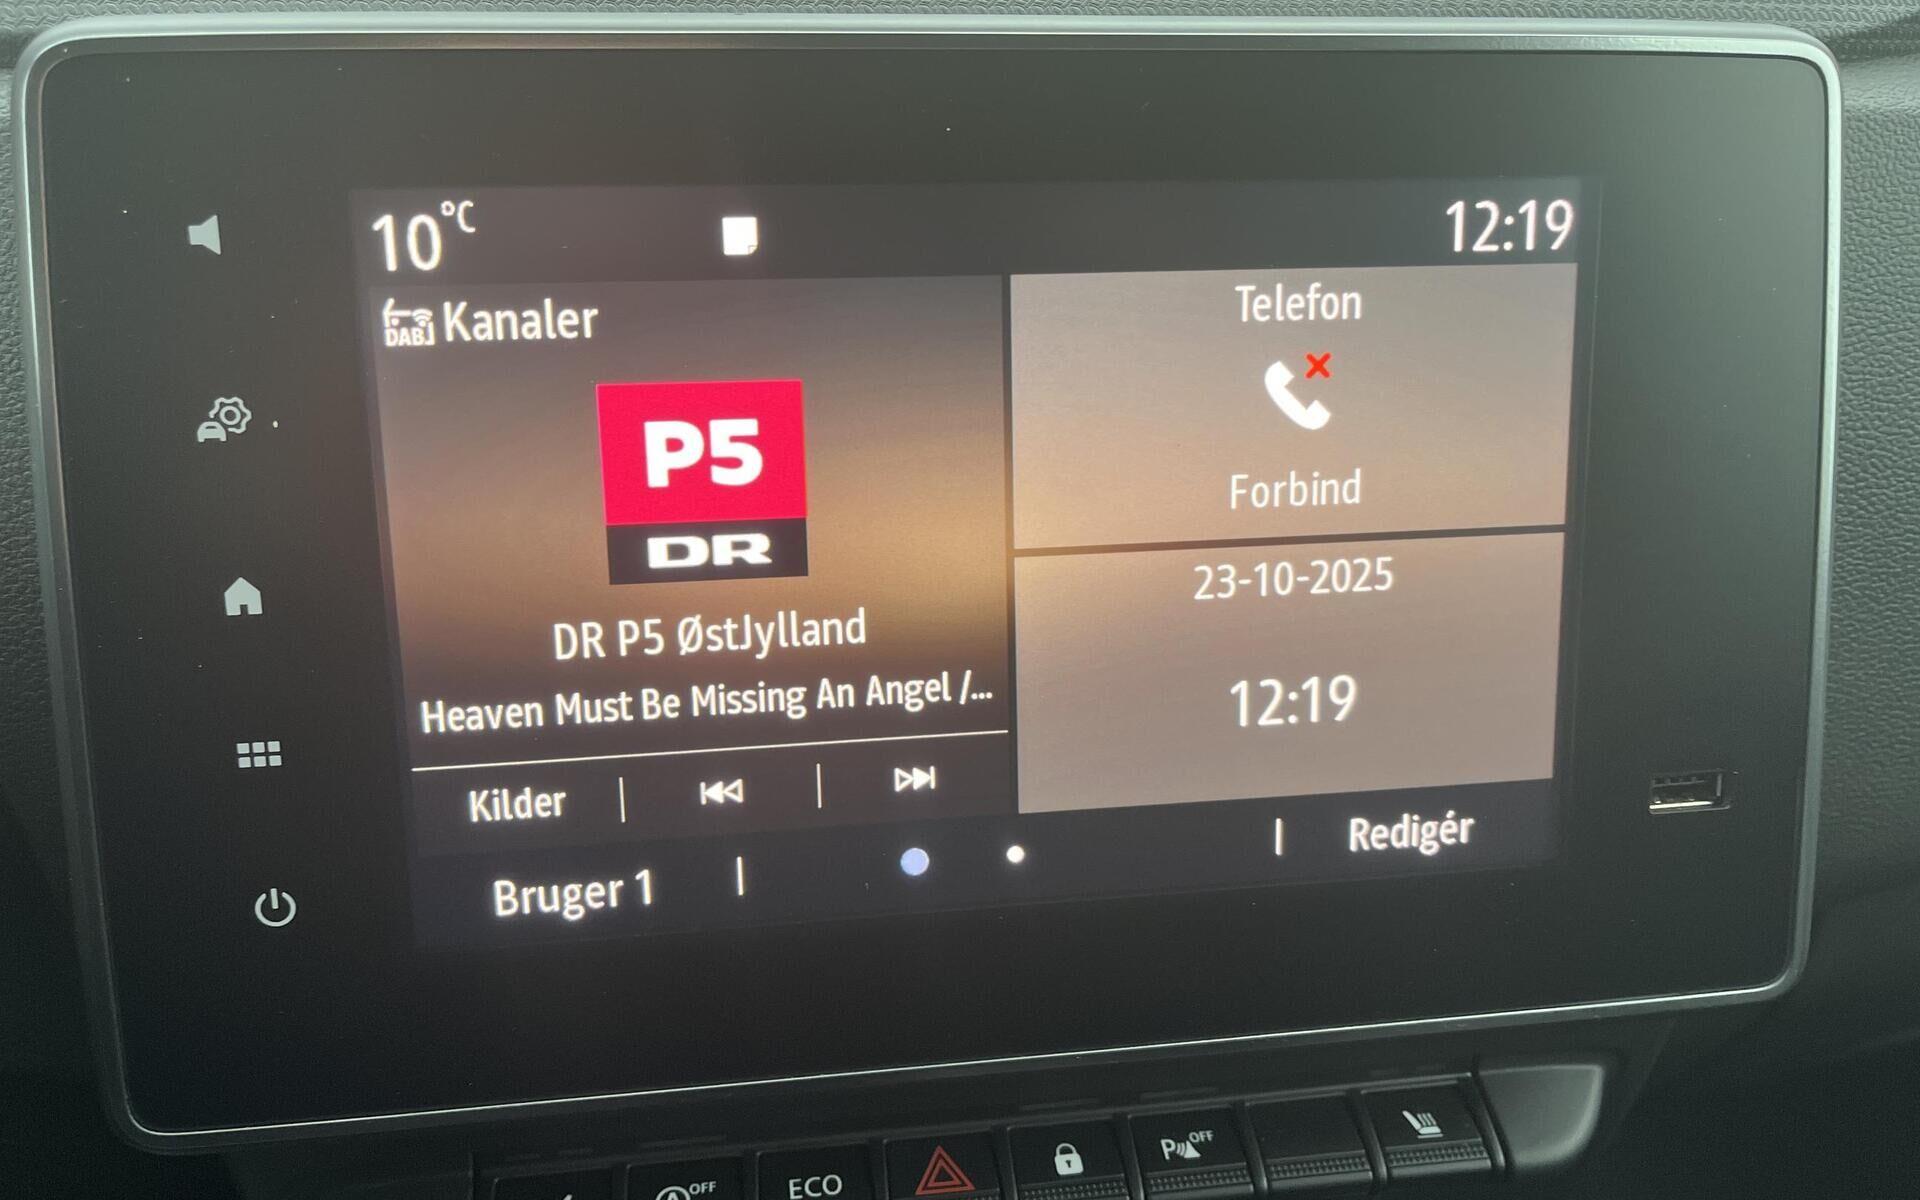 10°C
12:19
DAB Kanaler
P5
DR
DR P5 ØstJylland
Heaven Must Be Missing An Angel /...
Kilder
Telefon
Forbind
23-10-2025
12:19
Bruger 1
Redigér
A OFF
ECO
P OFF